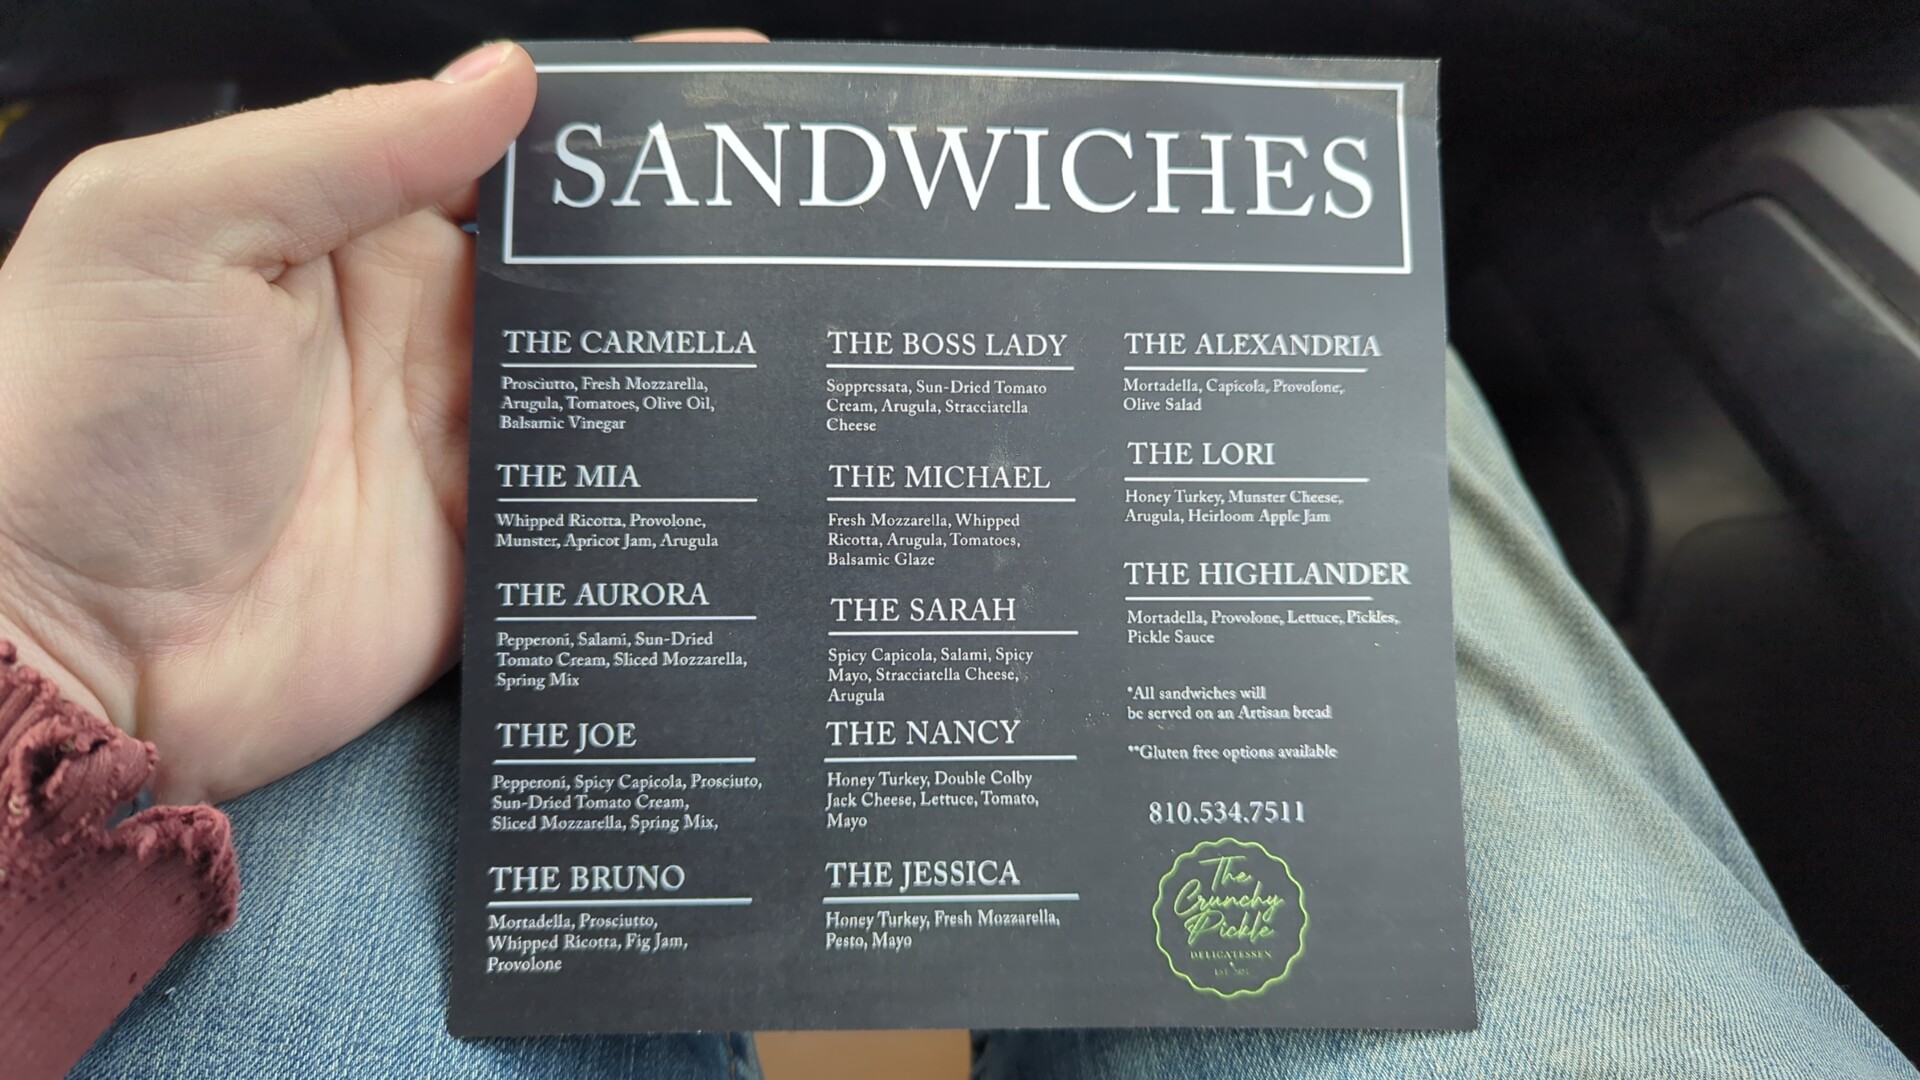 SANDWICHES
THE CARMELLA
Prosciutto, Fresh Mozzarella,
Arugula, Tomatoes, Olive Oil,
Balsamic Vinegar
THE MIA
Whipped Ricotta, Provolone,
Munster, Apricot Jam, Arugula
THE AURORA
Pepperoni, Salami, Sun-Dried
Tomato Cream, Sliced Mozzarella,
Spring Mix
THE JOE
Pepperoni, Spicy Capicola, Prosciuto,
Sun-Dried Tomato Cream,
Sliced Mozzarella, Spring Mix,
THE BRUNO
Mortadella, Prosciutto,
Whipped Ricotta, Fig Jam,
Provolone
THE BOSS LADY
Soppressata, Sun-Dried Tomato
Cream, Arugula, Stracciatella
Cheese
THE MICHAEL
Fresh Mozzarella, Whipped
Ricotta, Arugula, Tomatoes,
Balsamic Glaze
THE SARAH
Spicy Capicola, Salami, Spicy
Mayo, Stracciatella Cheese,
Arugula
THE NANCY
Honey Turkey, Double Colby
Jack Cheese, Lettuce, Tomato,
Mayo
THE JESSICA
Honey Turkey, Fresh Mozzarella,
Pesto, Mayo
THE ALEXANDRIA
Mortadella, Capicola, Provolone,
Olive Salad
THE LORI
Honey Turkey, Munster Cheese,
Arugula, Heirloom Apple Jam
THE HIGHLANDER
Mortadella, Provolone, Lettuce, Pickles,
Pickle Sauce
*All sandwiches will
be served on an Artisan bread
**Gluten free options available
810.534.7511
The
Crunchy
Pickle
DELICATESSEN
EST.